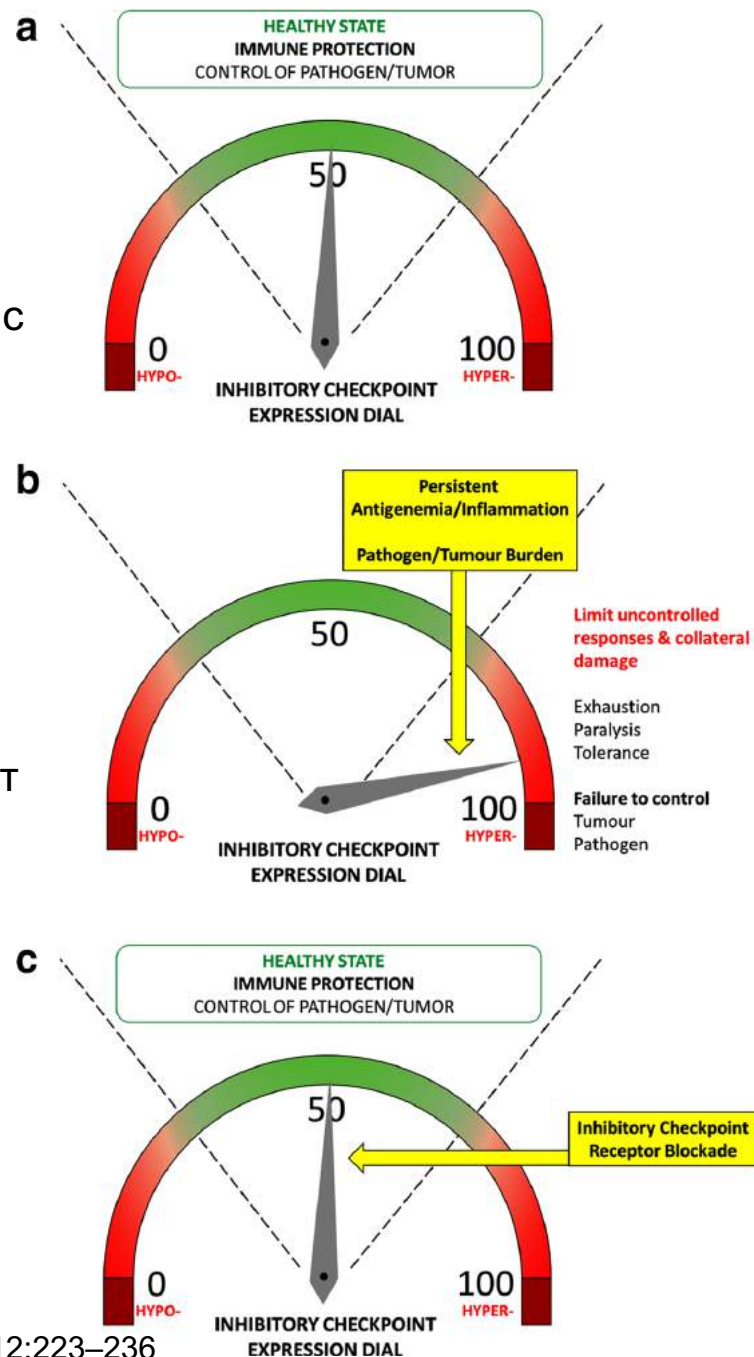 a
HEALTHY STATE
IMMUNE PROTECTION
CONTROL OF PATHOGEN/TUMOR
50
C
0
HYPO-
100
HYPER-
INHIBITORY CHECKPOINT
EXPRESSION DIAL
b
Persistent
Antigenemia/Inflammation
Pathogen/Tumour Burden
50
Limit uncontrolled
responses & collateral
damage
Exhaustion
Paralysis
Tolerance
T
0
HYPO-
100
HYPER-
Failure to control
Tumour
Pathogen
INHIBITORY CHECKPOINT
EXPRESSION DIAL
c
HEALTHY STATE
IMMUNE PROTECTION
CONTROL OF PATHOGEN/TUMOR
50
Inhibitory Checkpoint
Receptor Blockade
0
HYPO-
100
HYPER-
INHIBITORY CHECKPOINT
EXPRESSION DIAL
12:223–236